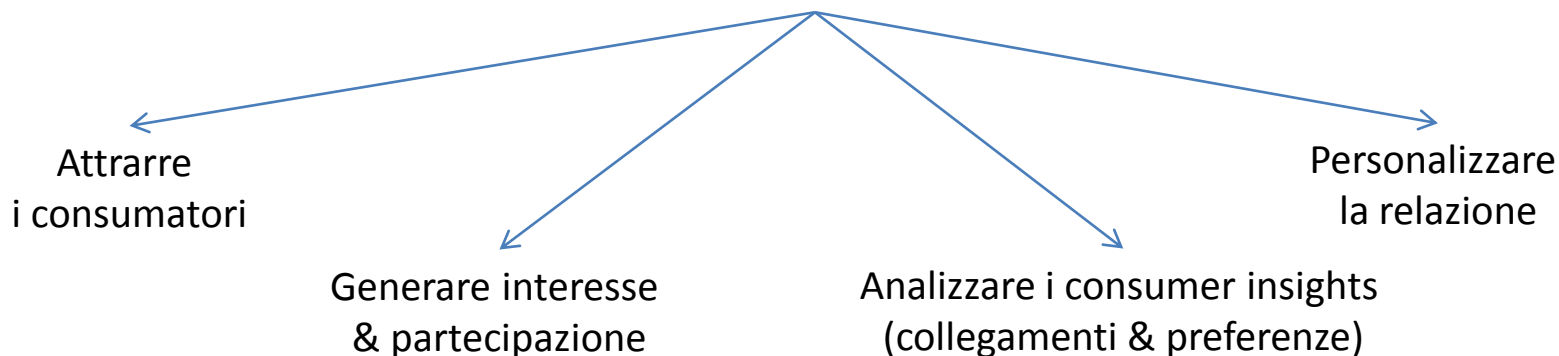 Attrarre
i consumatori
Generare interesse
& partecipazione
Analizzare i consumer insights
(collegamenti & preferenze)
Personalizzare
la relazione